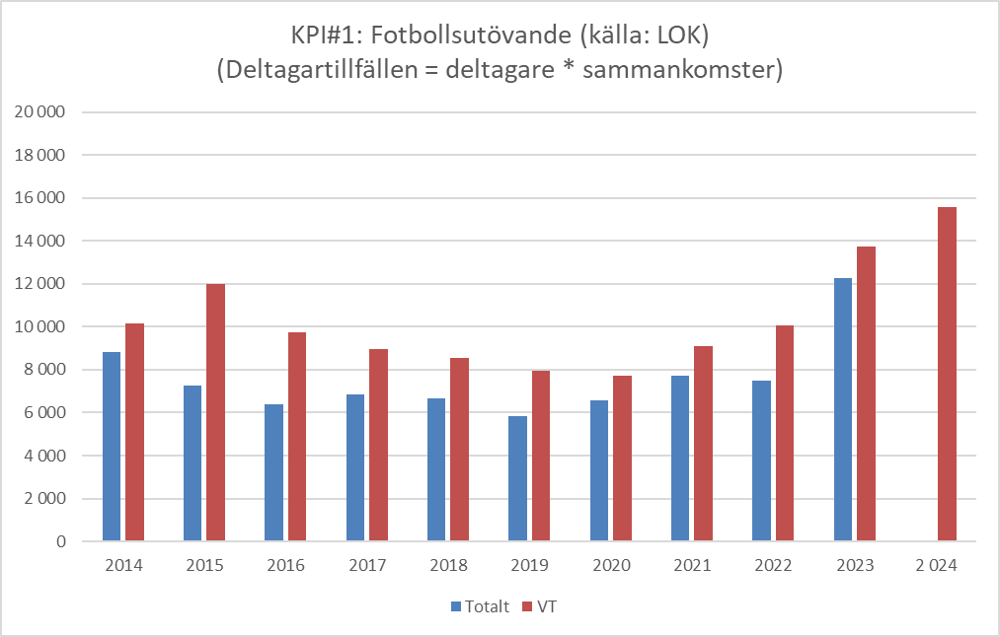 KPI#1: Fotbollsutövande (källa: LOK)
(Deltagartillfällen = deltagare * sammankomster)
20 000
18 000
16 000
14 000
12 000
10 000
8 000
6 000
4 000
2 000
0
2014 2015 2016 2017 2018 2019 2020 2021 2022 2023 2 024
Totalt VT